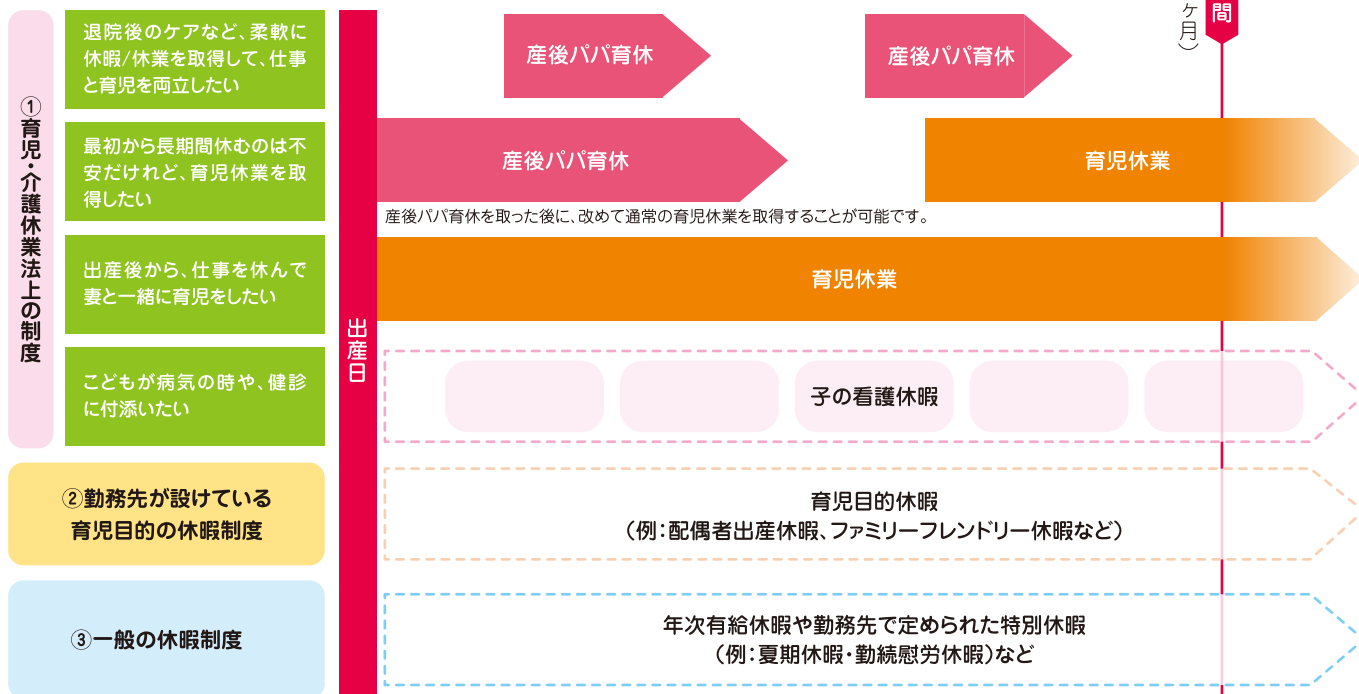 間
ヶ月）
①育児・介護休業法上の制度
退院後のケアなど、柔軟に
休暇/休業を取得して、仕事
と育児を両立したい
産後パパ育休
産後パパ育休
最初から長期間休むのは不
安だけれど、育児休業を取
得したい
産後パパ育休
育児休業
産後パパ育休を取った後に、改めて通常の育児休業を取得することが可能です。
出産後から、仕事を休んで
妻と一緒に育児をしたい
育児休業
出産日
こどもが病気の時や、健診
に付添いたい
子の看護休暇
②勤務先が設けている
育児目的の休暇制度
育児目的休暇
（例：配偶者出産休暇、ファミリーフレンドリー休暇など）
③一般の休暇制度
年次有給休暇や勤務先で定められた特別休暇
（例：夏期休暇・勤続慰労休暇）など